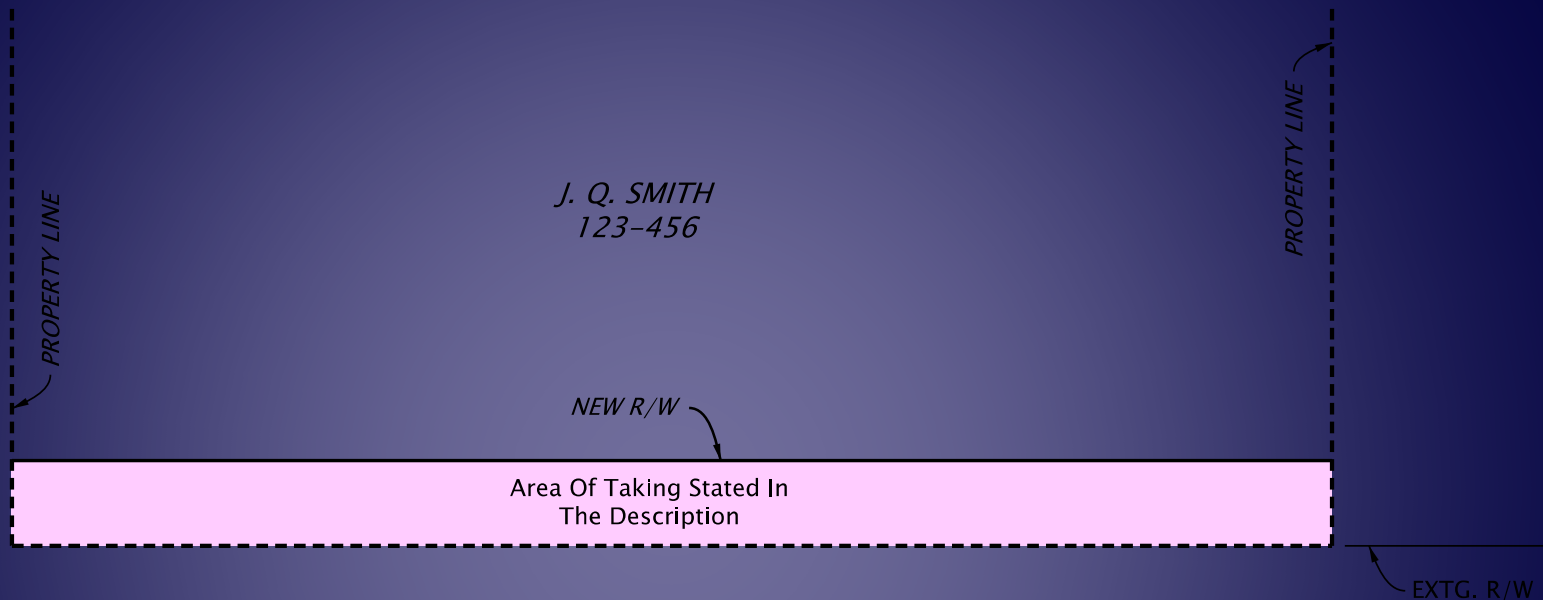 PROPERTY LINE
J. Q. SMITH
123-456
PROPERTY LINE
NEW R/W
Area Of Taking Stated In
The Description
EXTG. R/W